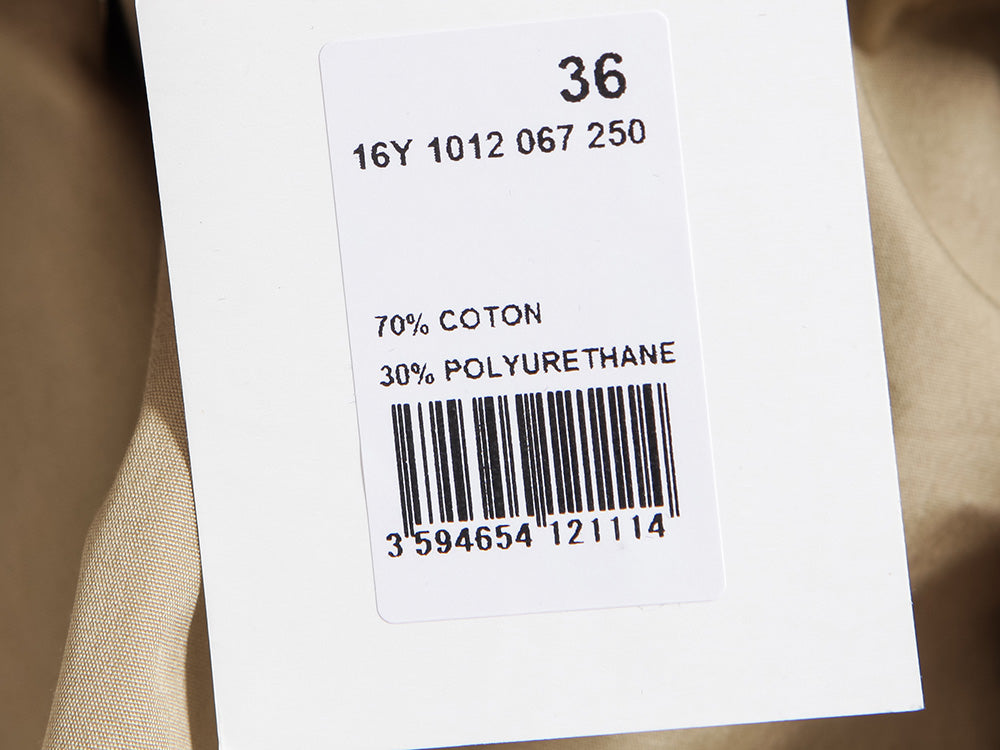 36
16Y 1012 067 250
70% COTON
30% POLYURETHANE
3 594654 121114